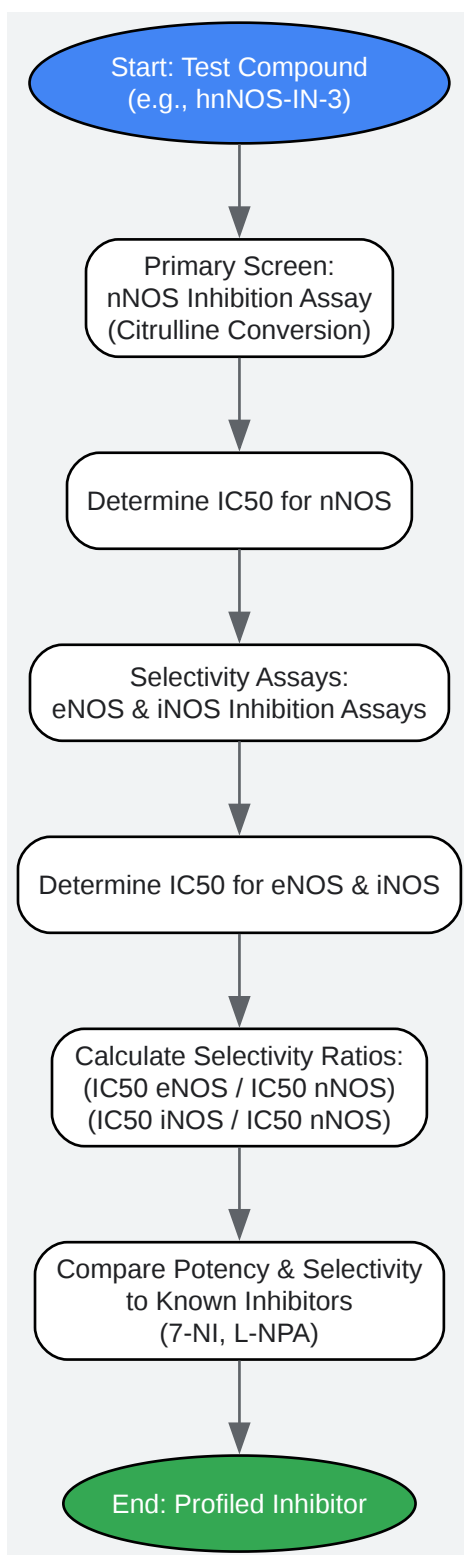 Start: Test Compound
(e.g., hnNOS-IN-3)
Primary Screen:
nNOS Inhibition Assay
(Citrulline Conversion)
Determine IC50 for nNOS
Selectivity Assays:
eNOS & iNOS Inhibition Assays
Determine IC50 for eNOS & iNOS
Calculate Selectivity Ratios:
(IC50 eNOS / IC50 nNOS)
(IC50 iNOS / IC50 nNOS)
Compare Potency & Selectivity
to Known Inhibitors
(7-NI, L-NPA)
End: Profiled Inhibitor